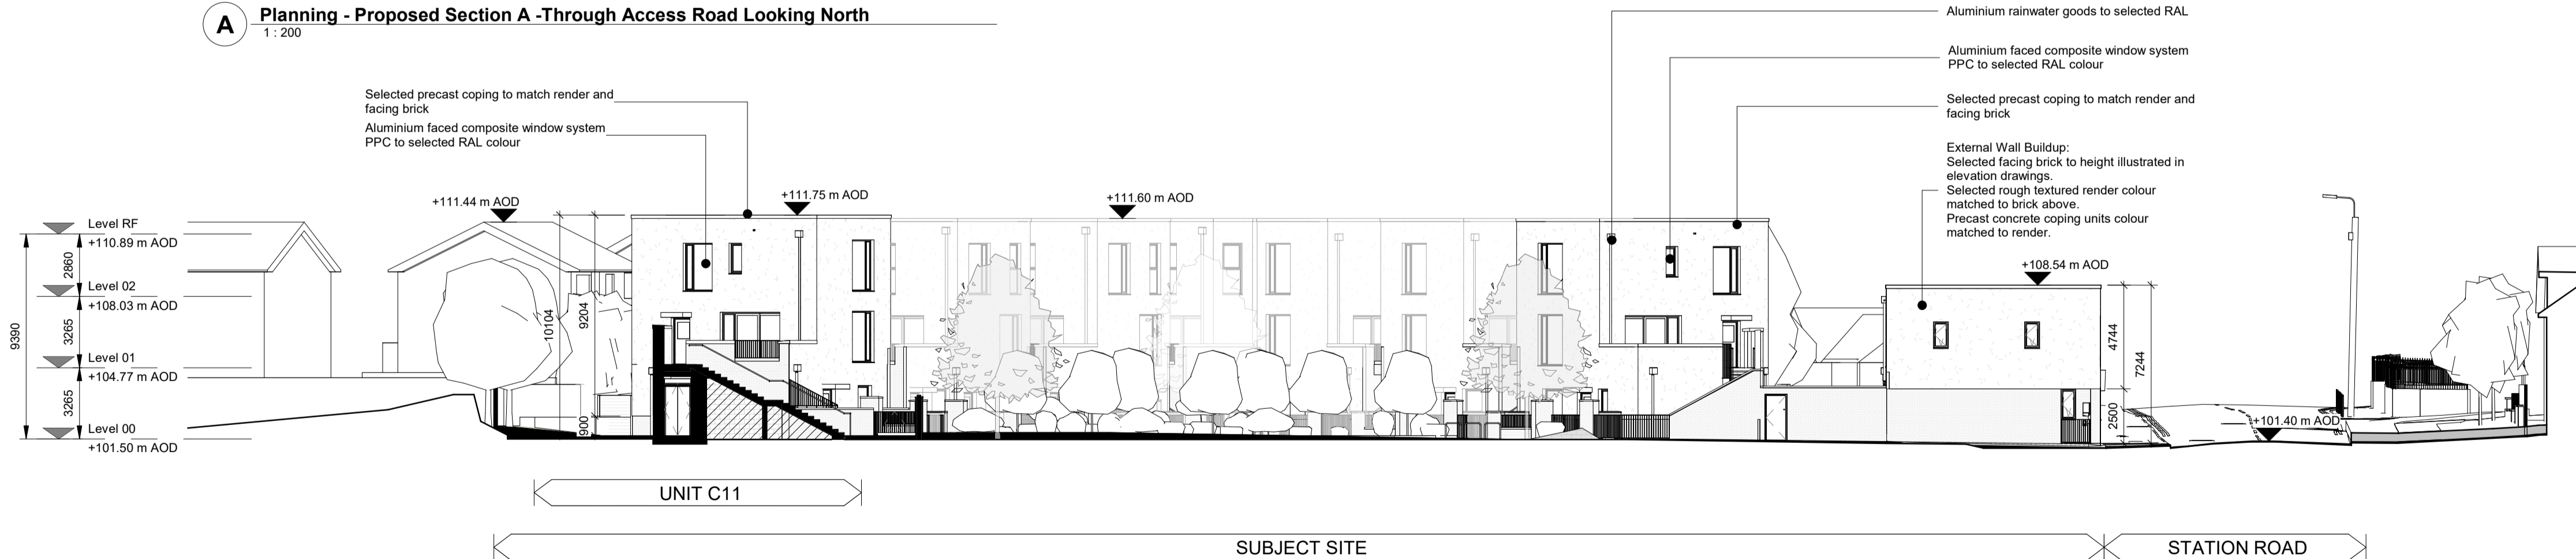 A
Planning - Proposed Section A -Through Access Road Looking North
1 : 200
Selected precast coping to match render and
facing brick
Aluminium faced composite window system
PPC to selected RAL colour
Aluminium rainwater goods to selected RAL
Aluminium faced composite window system
PPC to selected RAL colour
Selected precast coping to match render and
facing brick
External Wall Buildup:
Selected facing brick to height illustrated in
elevation drawings.
Selected rough textured render colour
matched to brick above.
Precast concrete coping units colour
matched to render.
+111.44 m AOD
+111.75 m AOD
+111.60 m AOD
+108.54 m AOD
+101.40 m AOD
Level RF
+110.89 m AOD
Level 02
+108.03 m AOD
Level 01
+104.77 m AOD
Level 00
+101.50 m AOD
9390
2860
3265
3265
10104
9204
900
4744
2500
7244
UNIT C11
SUBJECT SITE
STATION ROAD